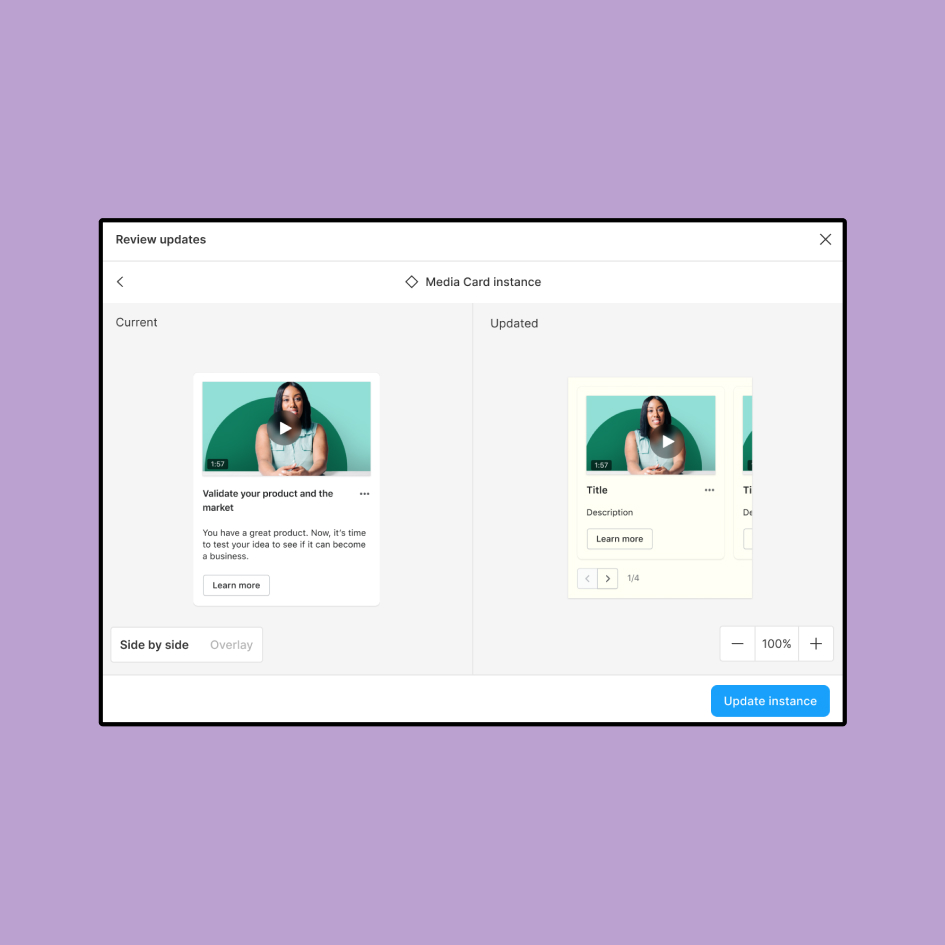 Review updates
Media Card instance
Current
Updated
1:57
Validate your product and the
market
You have a great product. Now, it's time
to test your idea to see if it can become
a business.
Learn more
1:57
Title
Description
Learn more
1/4
Ti
De
Side by side
Overlay
100%
Update instance